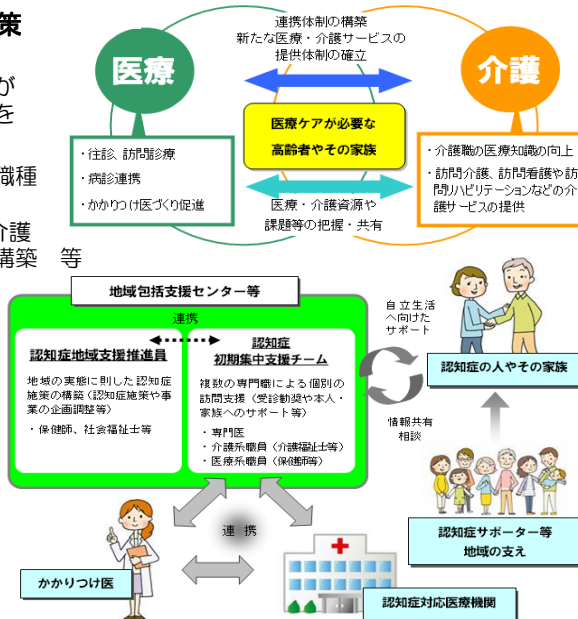 策
が
を
職種
介護
構築 等
連携体制の構築
新たな医療・介護サービスの
提供体制の確立
医療
介護
医療ケアが必要な
高齢者やその家族
・往診、訪問診療
・病診連携
・かかりつけ医づくり促進
・介護職の医療知識の向上
・訪問介護、訪問看護や訪
問リハビリテーションなどの介
護サービスの提供
医療・介護資源や
課題等の把握・共有
地域包括支援センター等
連携
認知症地域支援推進員
地域の実態に則した認知症
施策の構築（認知症施策や事
業の企画調整等）
・保健師、社会福祉士等
認知症
初期集中支援チーム
複数の専門職による個別の
訪問支援（受診勧奨や本人・
家族へのサポート等）
・専門医
・介護系職員（介護福祉士等）
・医療系職員（保健師等）
自立生活
へ向けた
サポート
認知症の人やその家族
情報共有
相談
認知症サポーター等
地域の支え
連 携
かかりつけ医
認知症対応医療機関